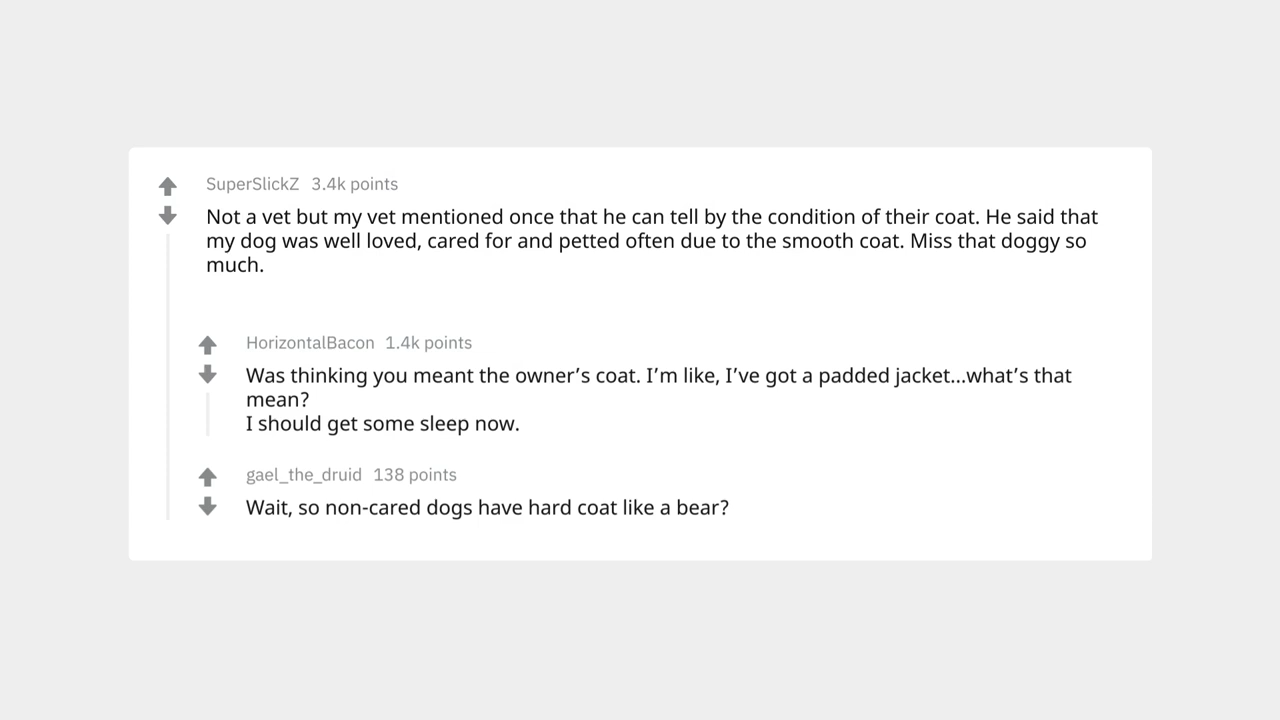 SuperSlickZ 3.4k points
Not a vet but my vet mentioned once that he can tell by the condition of their coat. He said that
my dog was well loved, cared for and petted often due to the smooth coat. Miss that doggy so
much.
HorizontalBacon 1.4k points
Was thinking you meant the owner’s coat. I’m like, I’ve got a padded jacket...what’s that
mean?
I should get some sleep now.
gael_the_druid 138 points
Wait, so non-cared dogs have hard coat like a bear?